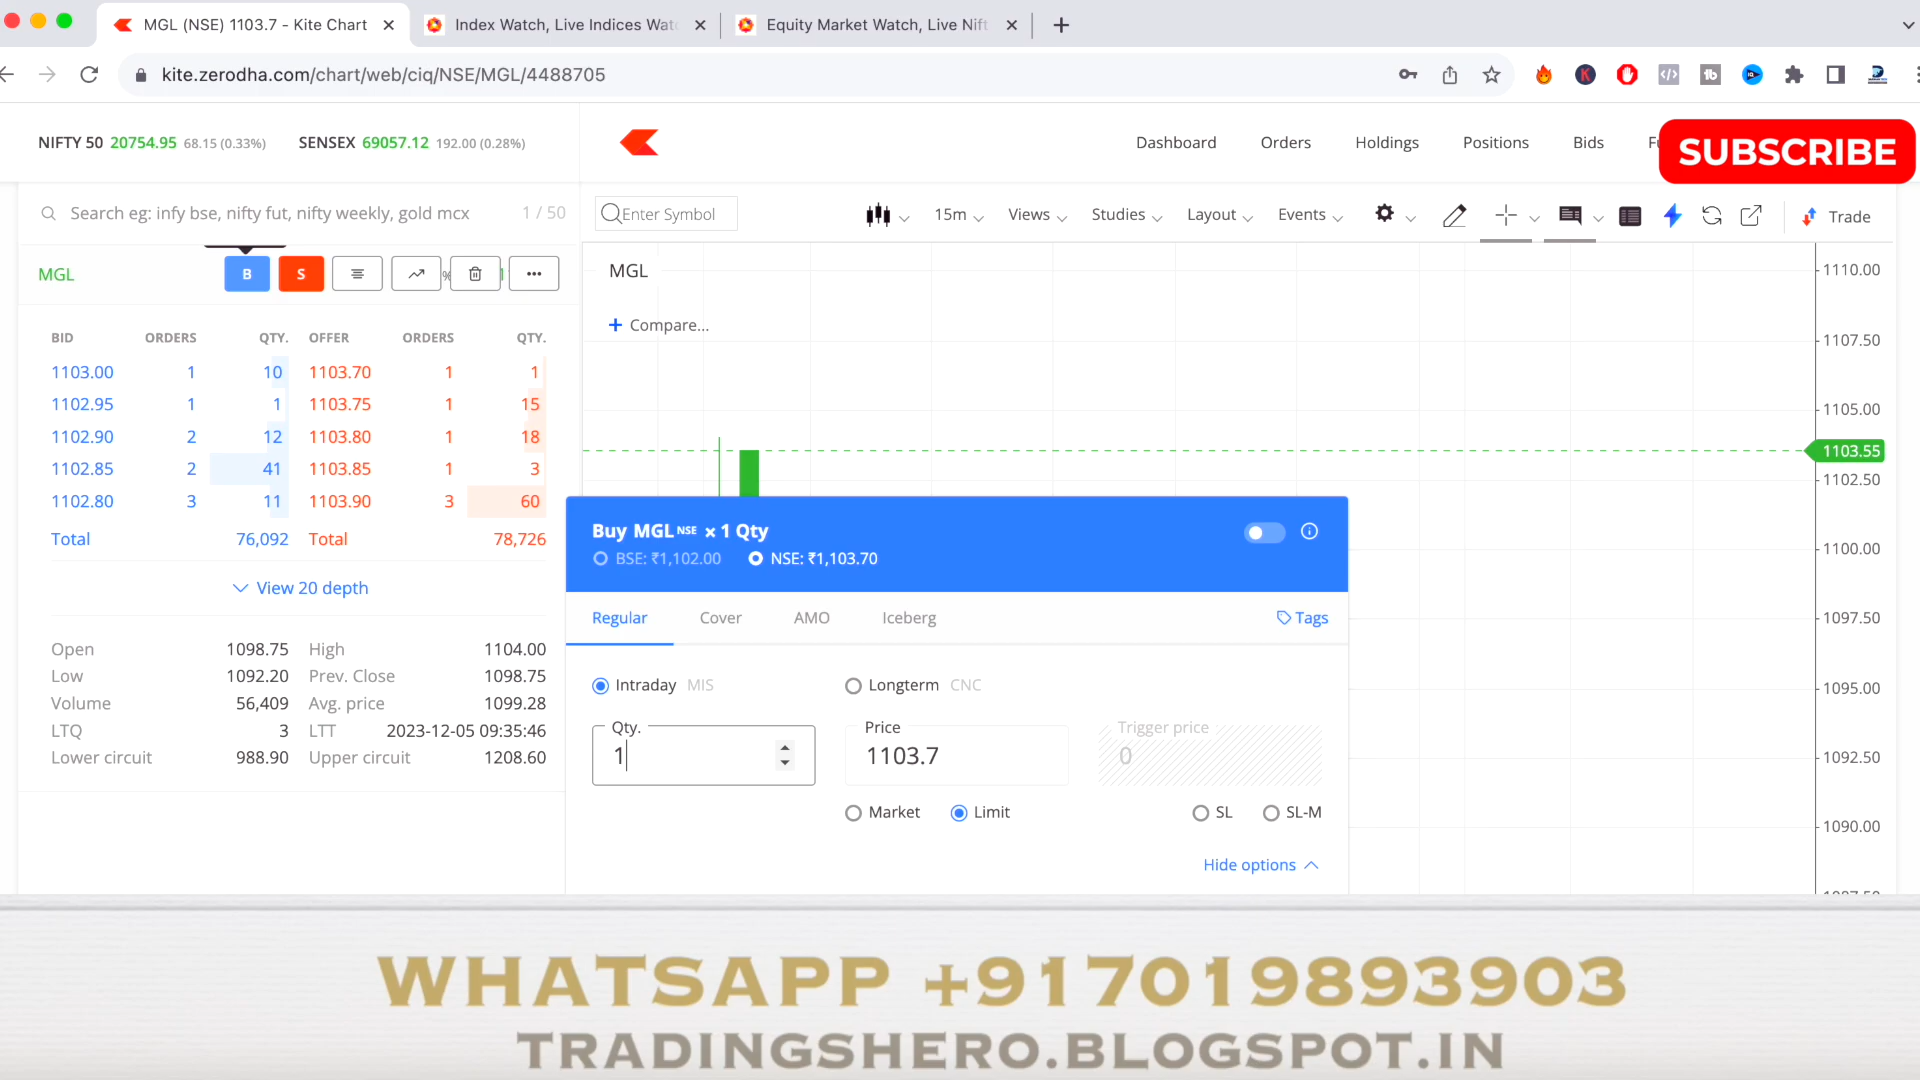 MGL (NSE) 1103.7 - Kite Chart
Index Watch, Live Indices Wat
Equity Market Watch, Live Nift
kite.zerodha.com/chart/web/ciq/NSE/MGL/4488705
NIFTY 50 20754.95 68.15 (0.33%) SENSEX 69057.12 192.00 (0.28%)
Dashboard Orders Holdings Positions Bids
SUBSCRIBE
Search eg: infy bse, nifty fut, nifty weekly, gold mcx 1 / 50
Enter Symbol 15m Views Studies Layout Events Trade
MGL B S %
MGL
+ Compare...
BID ORDERS QTY. OFFER ORDERS QTY.
1103.00 1 10 1103.70 1 1
1102.95 1 1 1103.75 1 15
1102.90 2 12 1103.80 1 18
1102.85 2 41 1103.85 1 3
1102.80 3 11 1103.90 3 60
Total 76,092 Total 78,726
View 20 depth
Open 1098.75 High 1104.00
Low 1092.20 Prev. Close 1098.75
Volume 56,409 Avg. price 1099.28
LTQ 3 LTT 2023-12-05 09:35:46
Lower circuit 988.90 Upper circuit 1208.60
1110.00
1107.50
1105.00
1103.55
1102.50
1100.00
1097.50
1095.00
1092.50
1090.00
Buy MGL NSE × 1 Qty
BSE: ₹1,102.00 NSE: ₹1,103.70
Regular Cover AMO Iceberg Tags
Intraday MIS Longterm CNC
Qty. Price Trigger price
1 1103.7 0
Market Limit SL SL-M
Hide options
WHATSAPP +917019893903
TRADINGSHERO.BLOGSPOT.IN